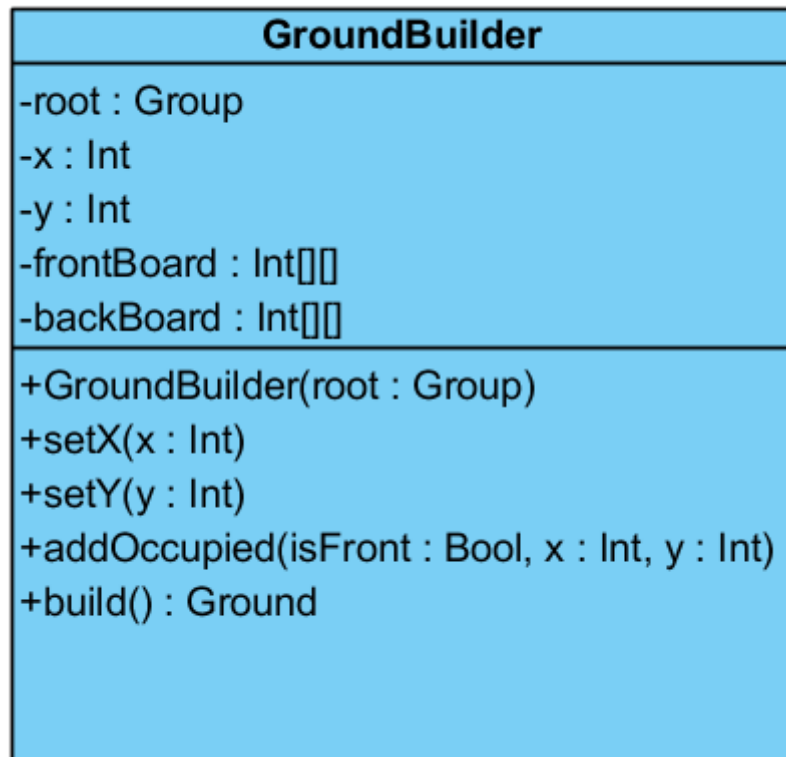 GroundBuilder
-root : Group
-x : Int
-y : Int
-frontBoard : Int[][]
-backBoard : Int[][]
+GroundBuilder(root : Group)
+setX(x : Int)
+setY(y : Int)
+addOccupied(isFront : Bool, x : Int, y : Int)
+build() : Ground